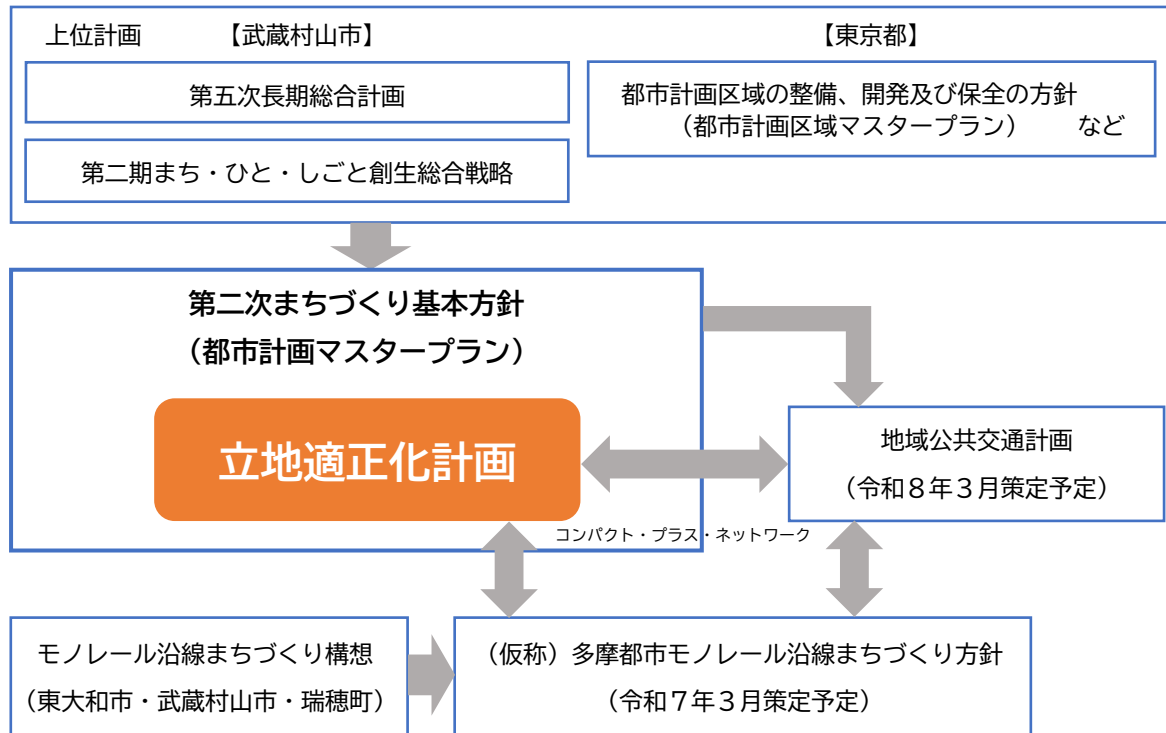 上位計画 【武蔵村山市】 【東京都】
第五次長期総合計画
第二期まち・ひと・しごと創生総合戦略
都市計画区域の整備、開発及び保全の方針
（都市計画区域マスタープラン） など
第二次まちづくり基本方針
（都市計画マスタープラン）
立地適正化計画
地域公共交通計画
（令和８年３月策定予定）
コンパクト・プラス・ネットワーク
モノレール沿線まちづくり構想
（東大和市・武蔵村山市・瑞穂町）
（仮称）多摩都市モノレール沿線まちづくり方針
（令和７年３月策定予定）